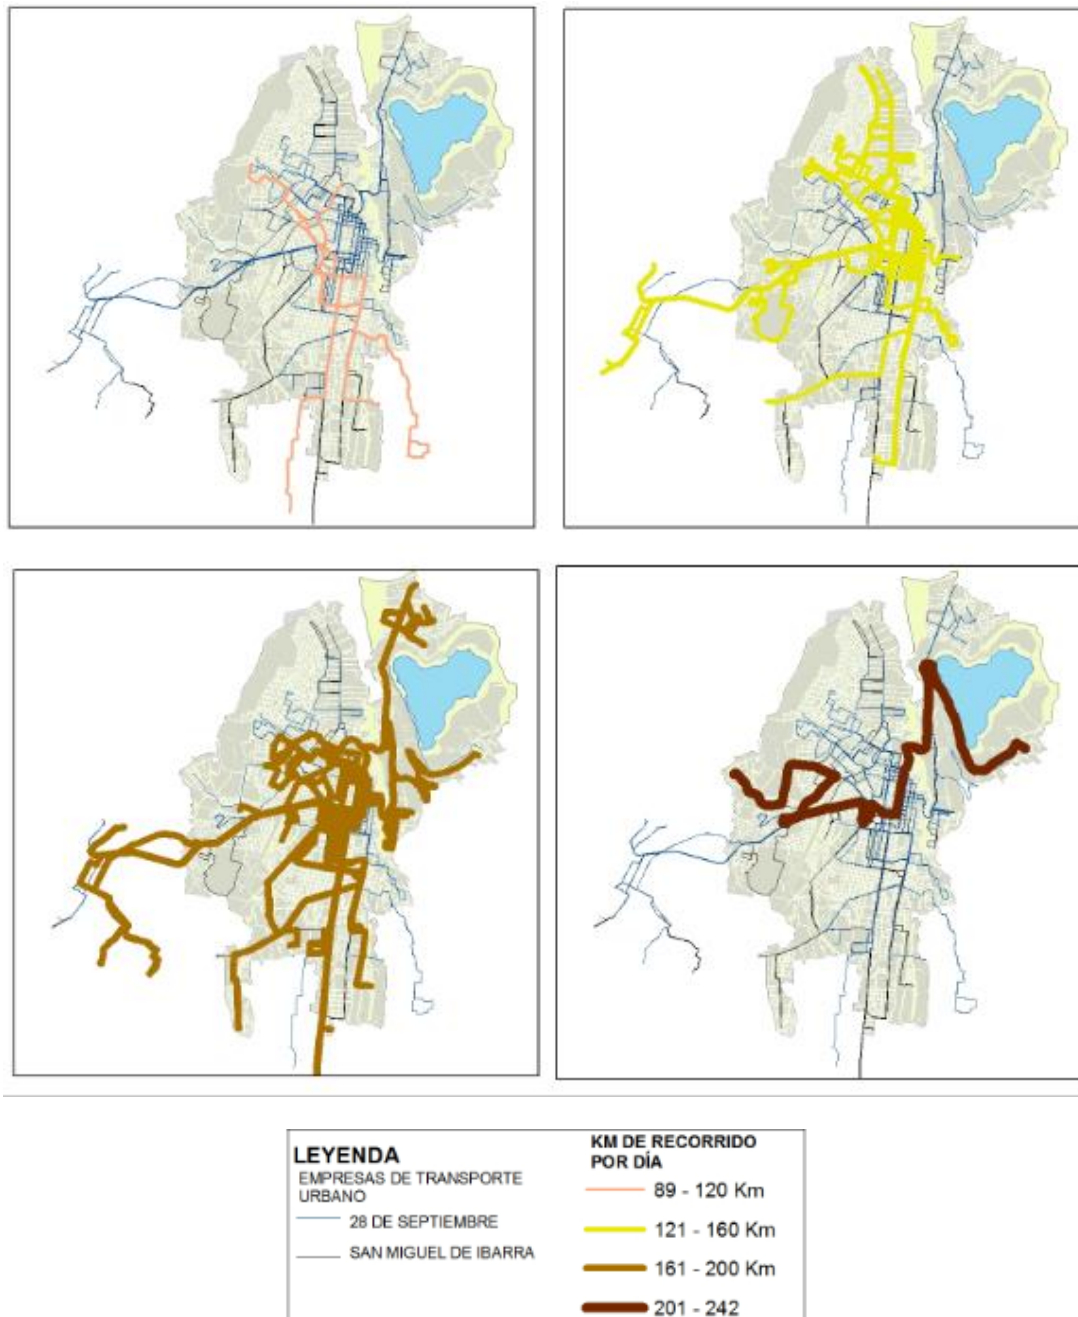 LEYENDA
EMPRESAS DE TRANSPORTE
URBANO
28 DE SEPTIEMBRE
SAN MIGUEL DE IBARRA
KM DE RECORRIDO
POR DÍA
89 - 120 Km
121 - 160 Km
161 - 200 Km
201 - 242